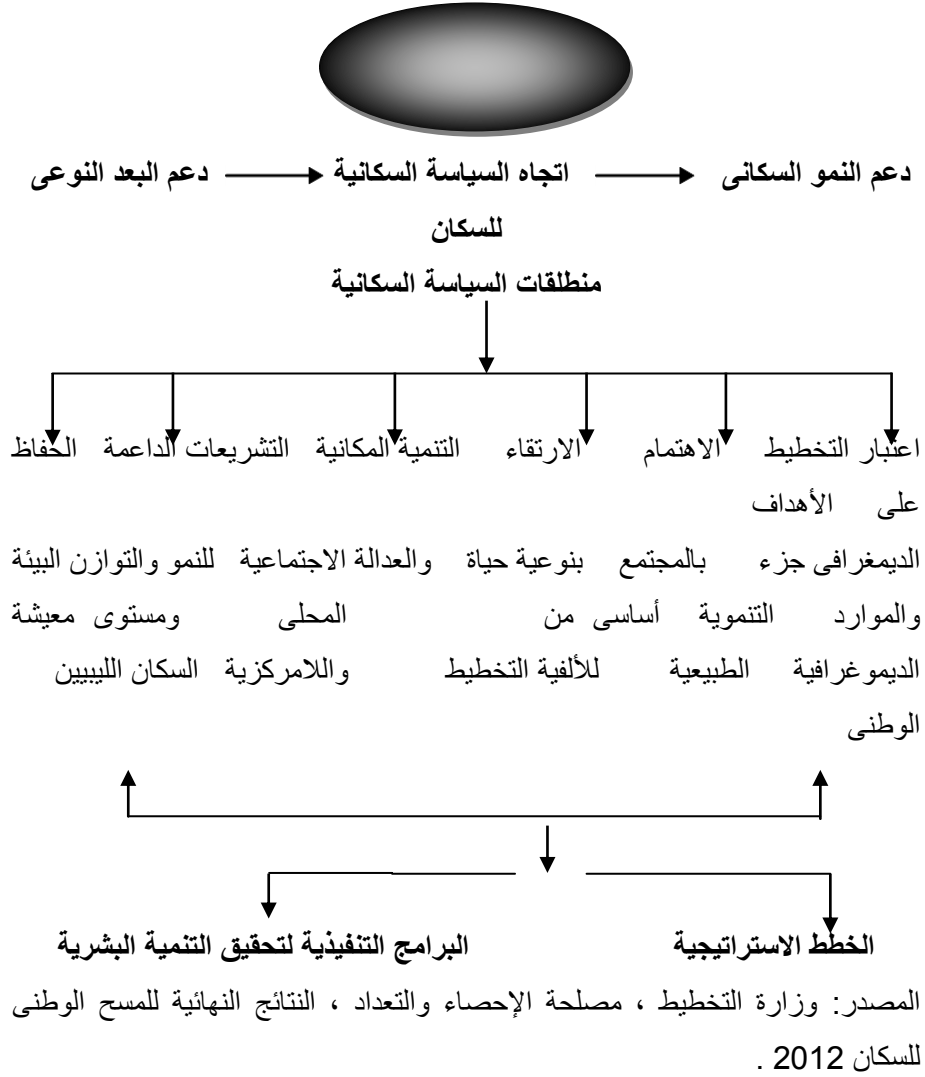 دعم النمو السكانى اتجاه السياسة السكانية دعم البعد النوعى
للسكان
منطلقات السياسة السكانية
اعتبار التخطيط الاهتمام الارتقاء التنمية المكانية التشريعات الداعمة الحفاظ
على الأهداف
الديمغرافى جزء بالمجتمع بنوعية حياة والعدالة الاجتماعية للنمو والتوازن البيئة
والموارد التنموية أساسى من المحلى ومستوى معيشة
الديموغرافية الطبيعية للألفية التخطيط واللامركزية السكان الليبيين
الوطنى
الخطط الاستراتيجية البرامج التنفيذية لتحقيق التنمية البشرية
المصدر: وزارة التخطيط ، مصلحة الإحصاء والتعداد ، النتائج النهائية للمسح الوطنى
للسكان 2012 .